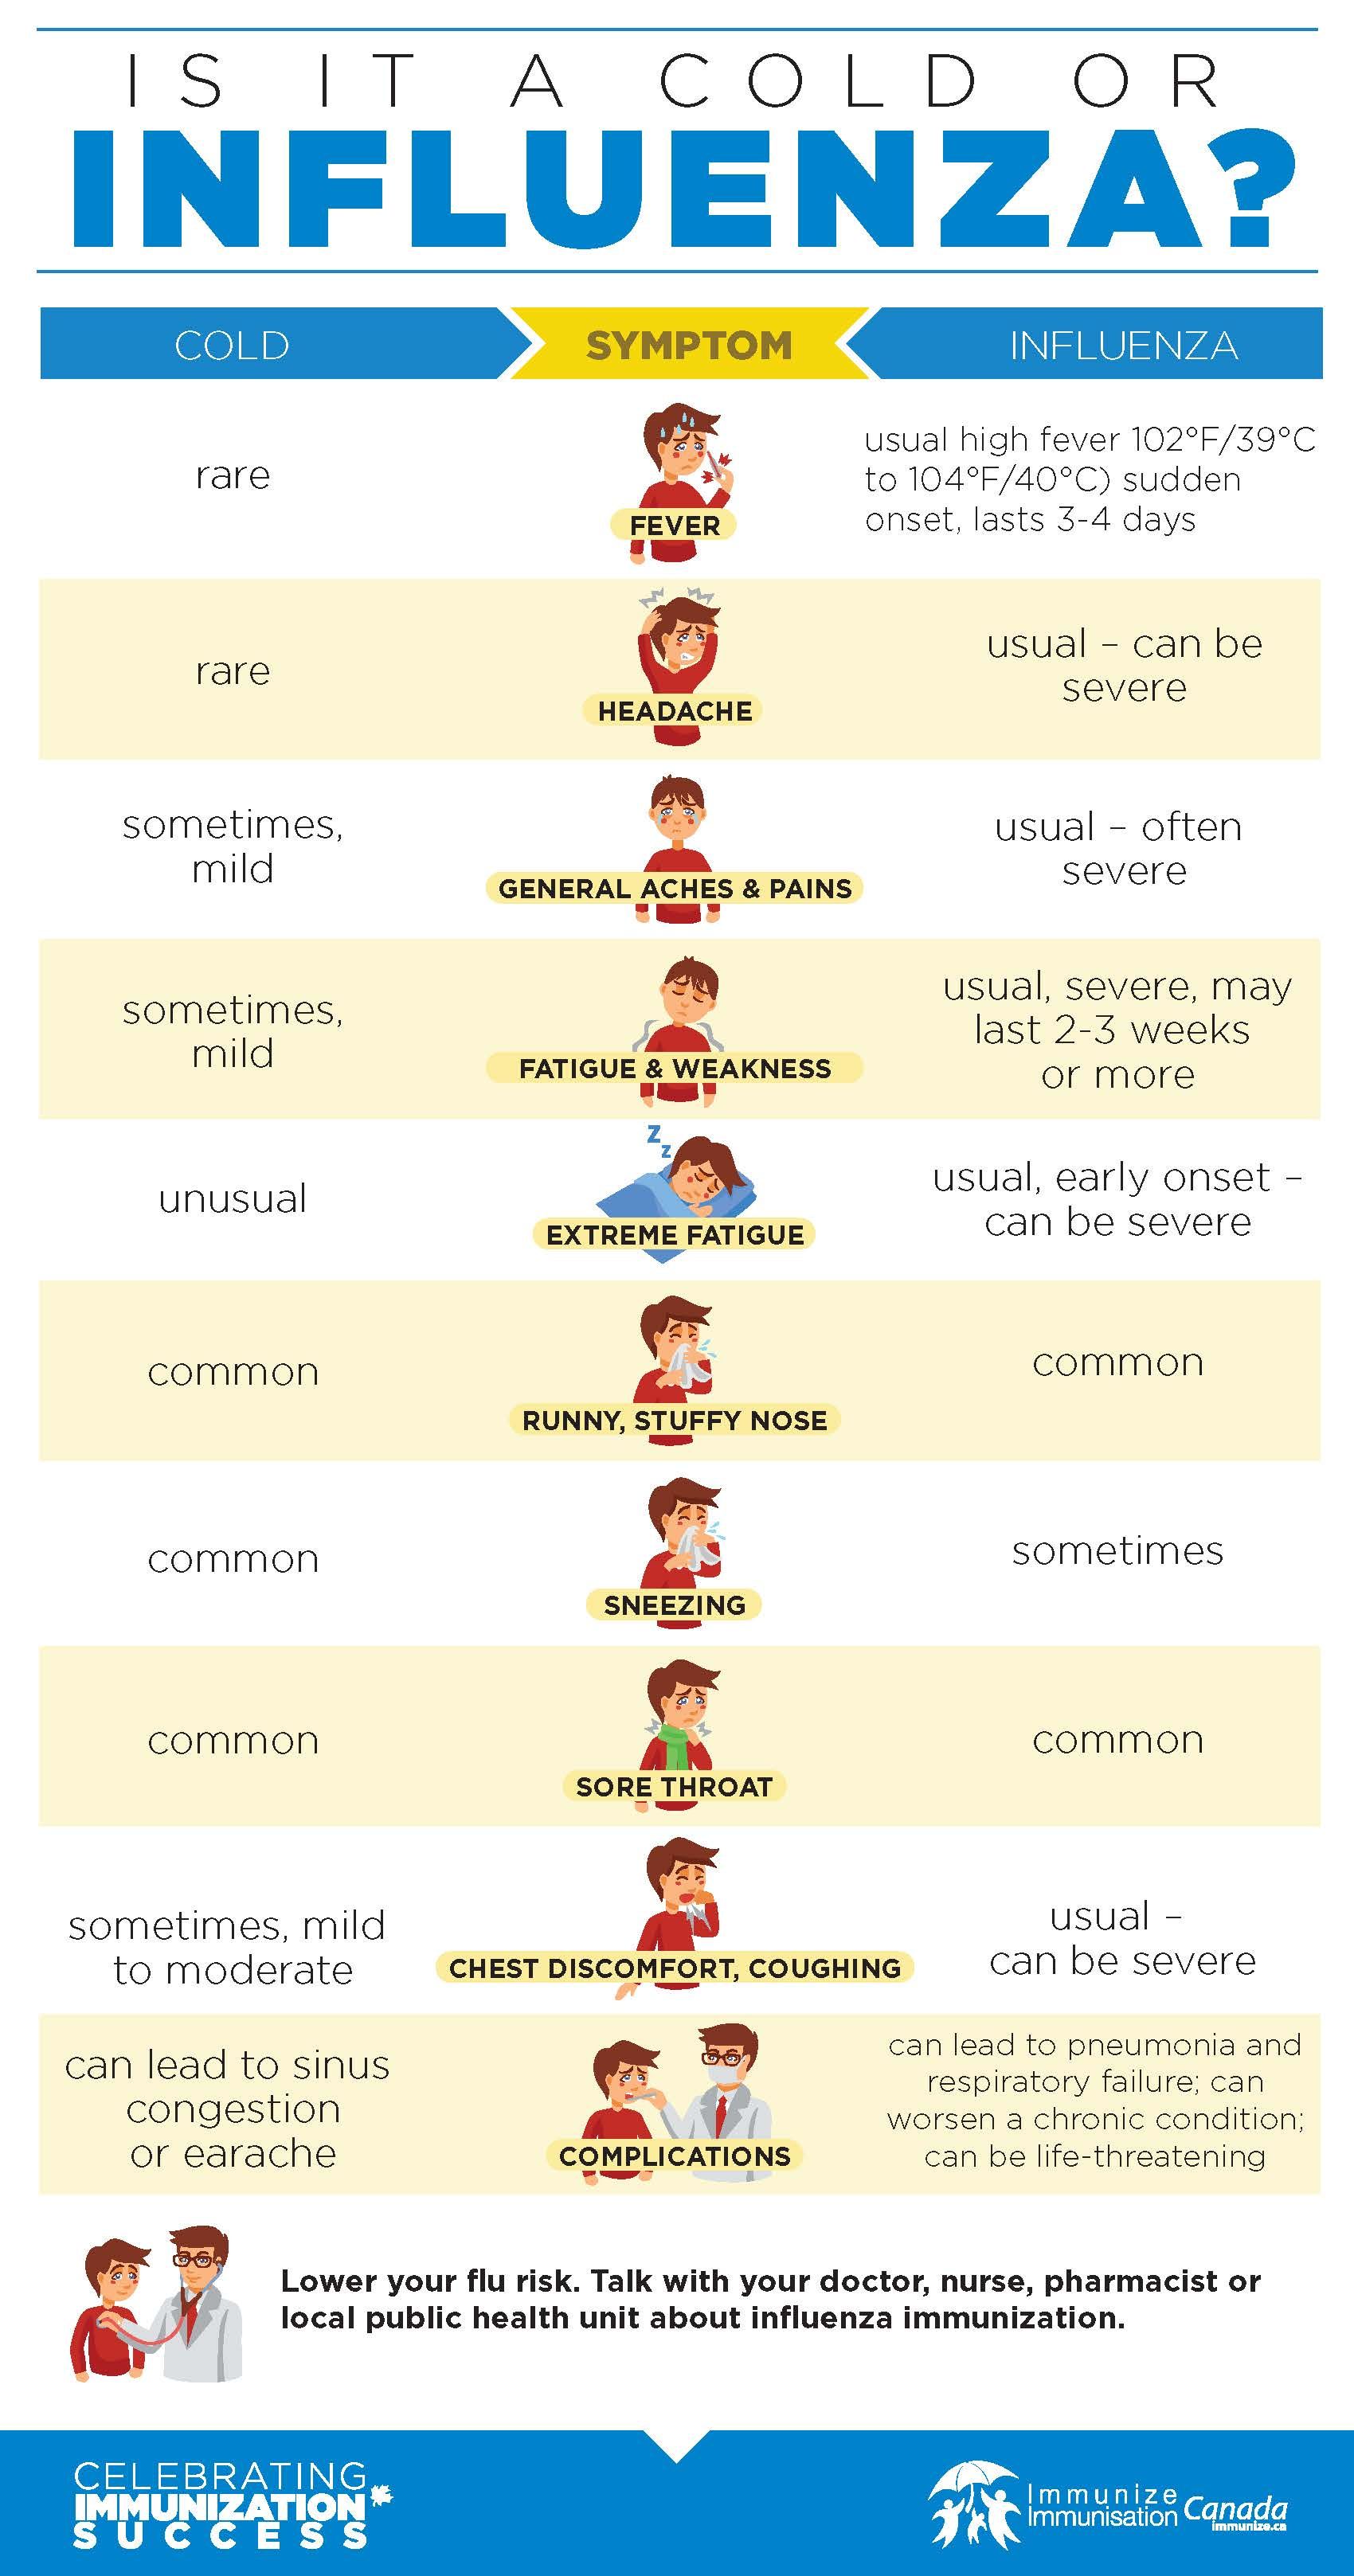 IS IT A COLD OR
INFLUENZA?
COLD
SYMPTOM
INFLUENZA
rare
FEVER
usual high fever 102°F/39°C
to 104°F/40°C) sudden
onset, lasts 3-4 days
rare
HEADACHE
usual – can be
severe
sometimes,
mild
GENERAL ACHES & PAINS
usual – often
severe
sometimes,
mild
FATIGUE & WEAKNESS
usual, severe, may
last 2-3 weeks
or more
unusual
Z
Z
EXTREME FATIGUE
usual, early onset –
can be severe
common
RUNNY, STUFFY NOSE
common
common
SNEEZING
sometimes
common
SORE THROAT
common
sometimes, mild
to moderate
CHEST DISCOMFORT, COUGHING
usual –
can be severe
can lead to sinus
congestion
or earache
COMPLICATIONS
can lead to pneumonia and
respiratory failure; can
worsen a chronic condition;
can be life-threatening
Lower your flu risk. Talk with your doctor, nurse, pharmacist or
local public health unit about influenza immunization.
CELEBRATING
IMMUNIZATION
SUCCESS
Immunize
Immunisation Canada
immunize.ca